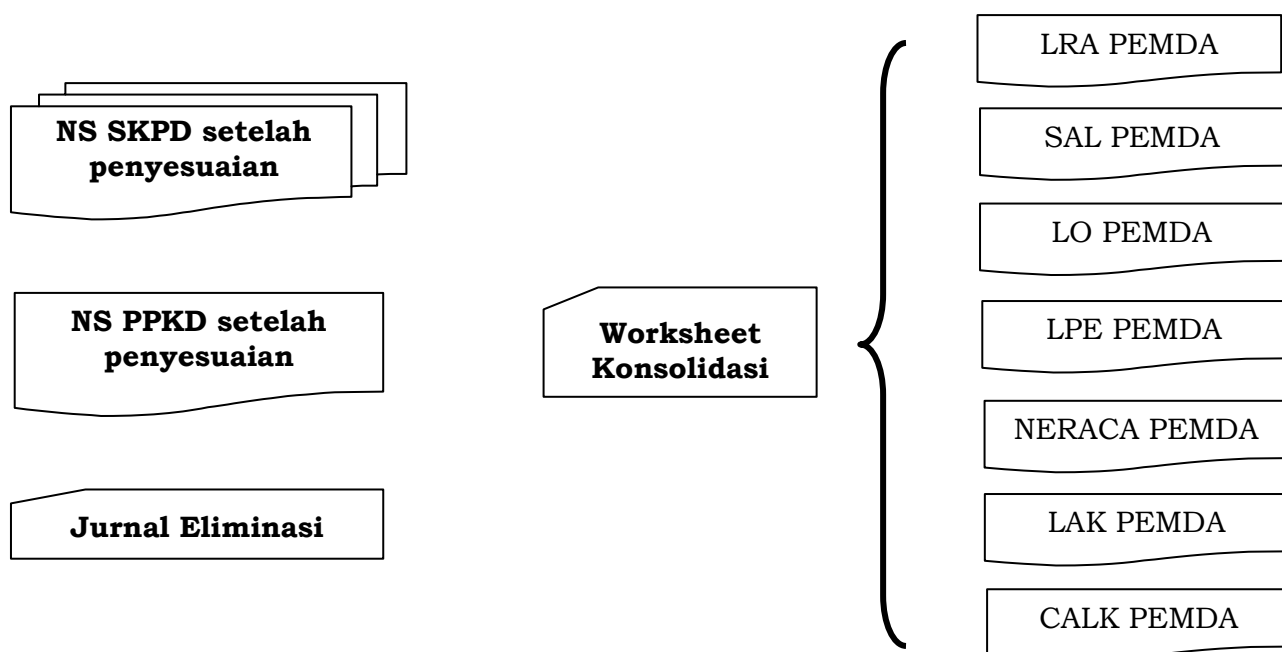 NS SKPD setelah
penyesuaian
NS PPKD setelah
penyesuaian
Jurnal Eliminasi
Worksheet
Konsolidasi
LRA PEMDA
SAL PEMDA
LO PEMDA
LPE PEMDA
NERACA PEMDA
LAK PEMDA
CALK PEMDA